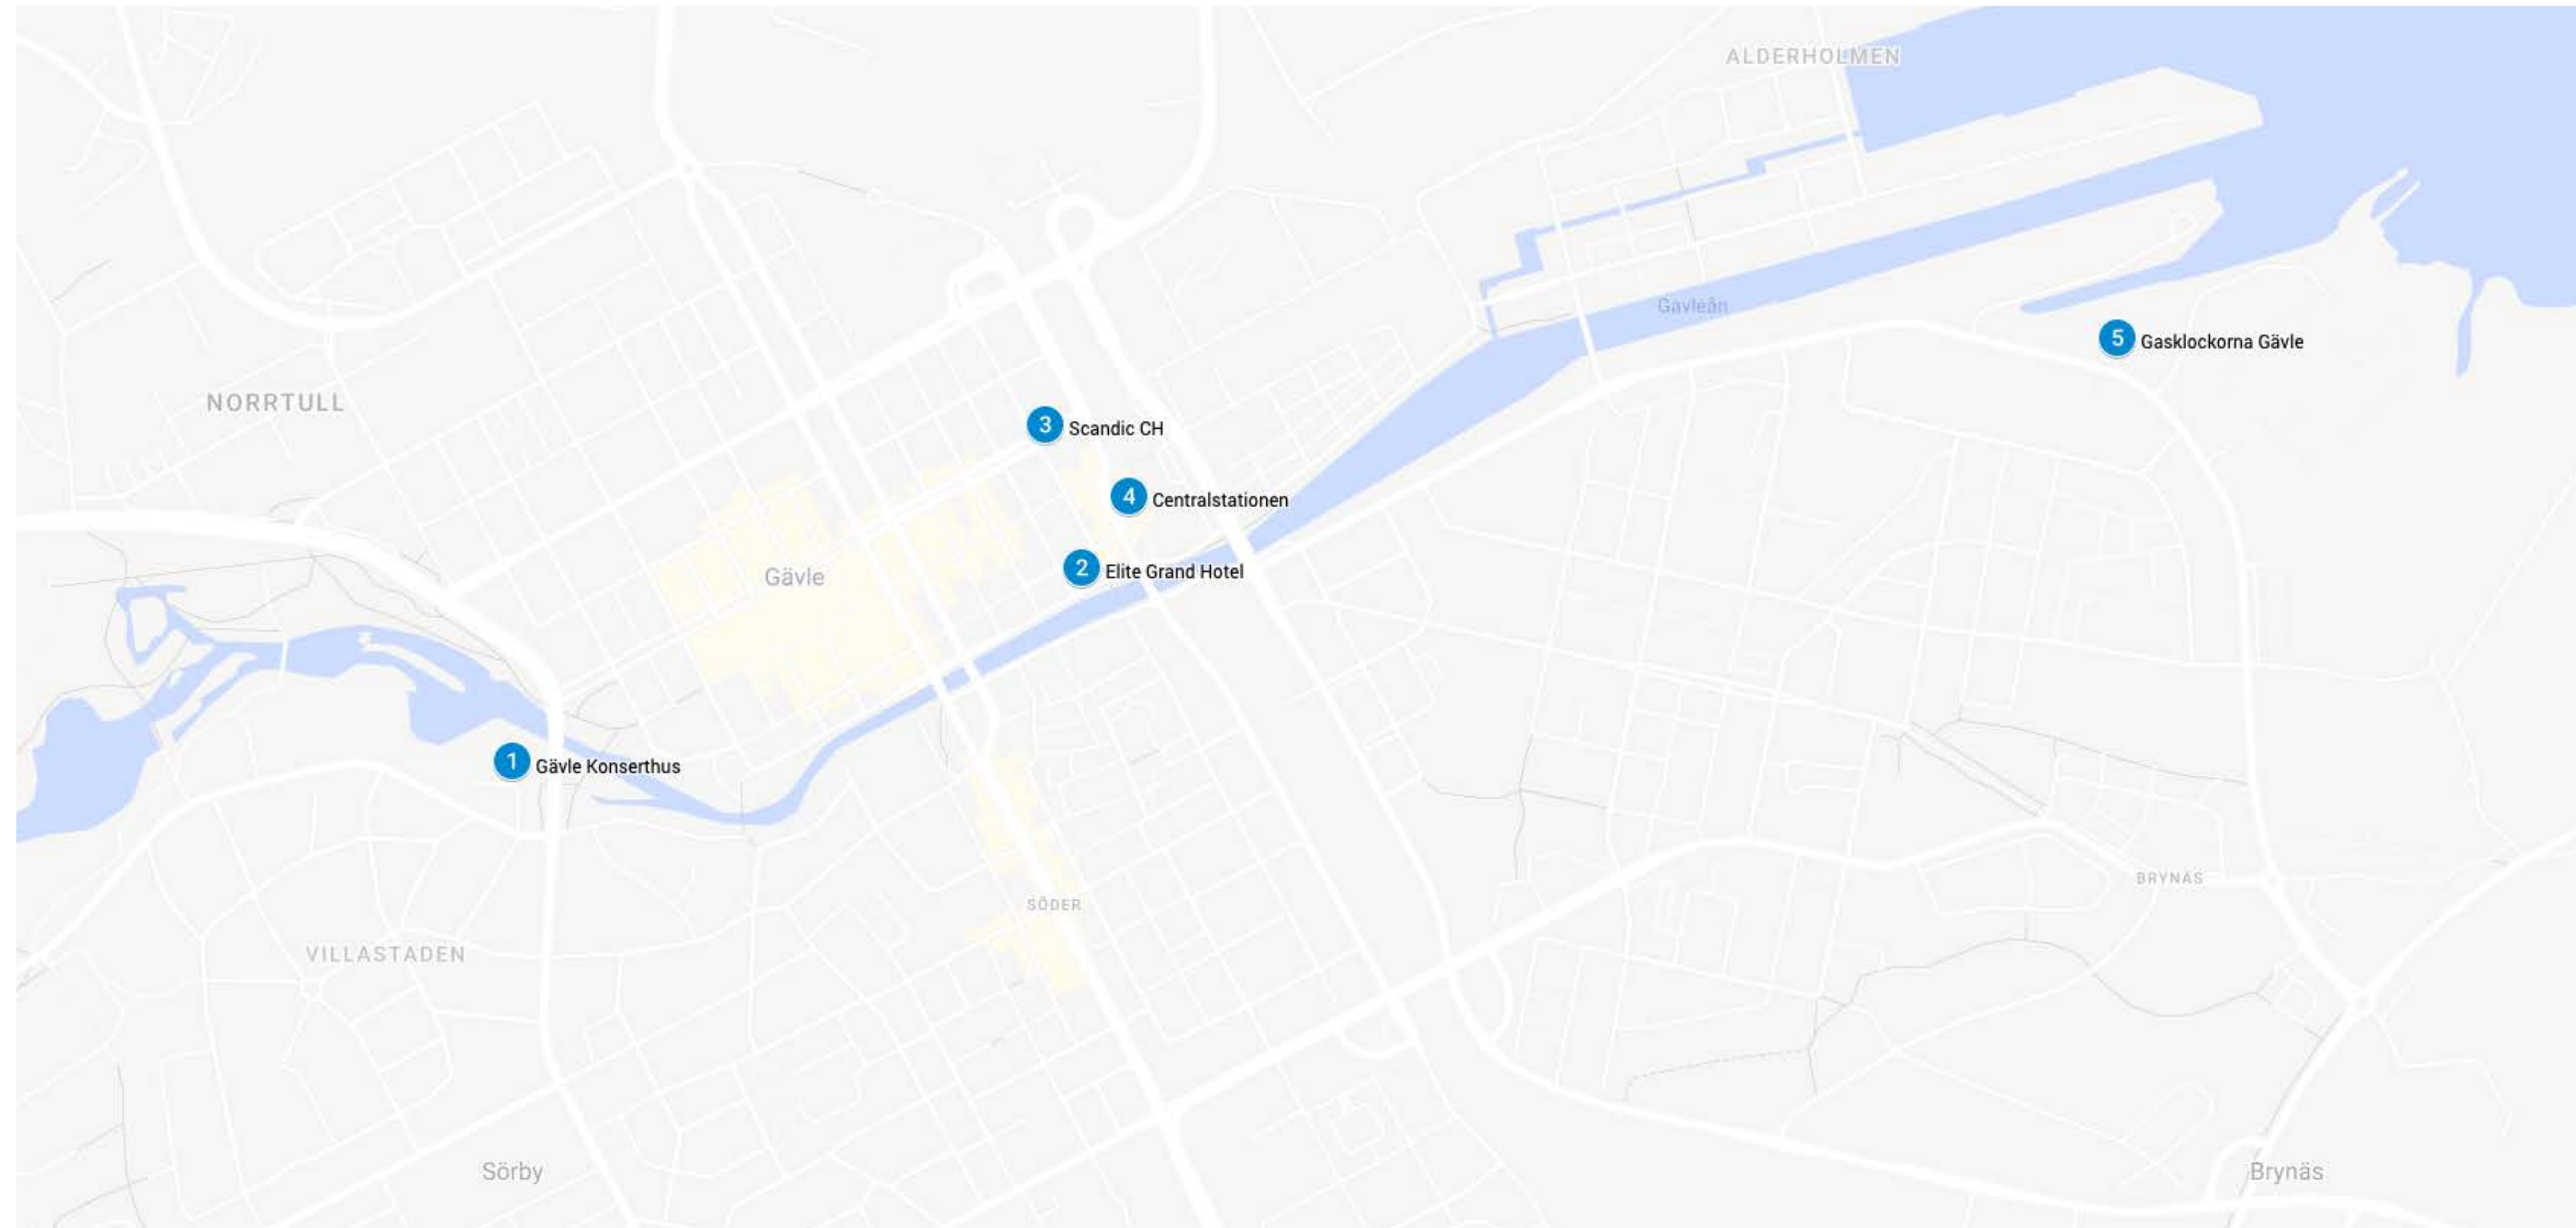 ALDERHOLMEN
Gavleån
5 Gasklockorna Gävle
NORRTULL
3 Scandic CH
4 Centralstationen
Gävle
2 Elite Grand Hotel
1 Gävle Konserthus
BRYNÄS
SÖDER
VILLASTADEN
Sörby
Brynäs